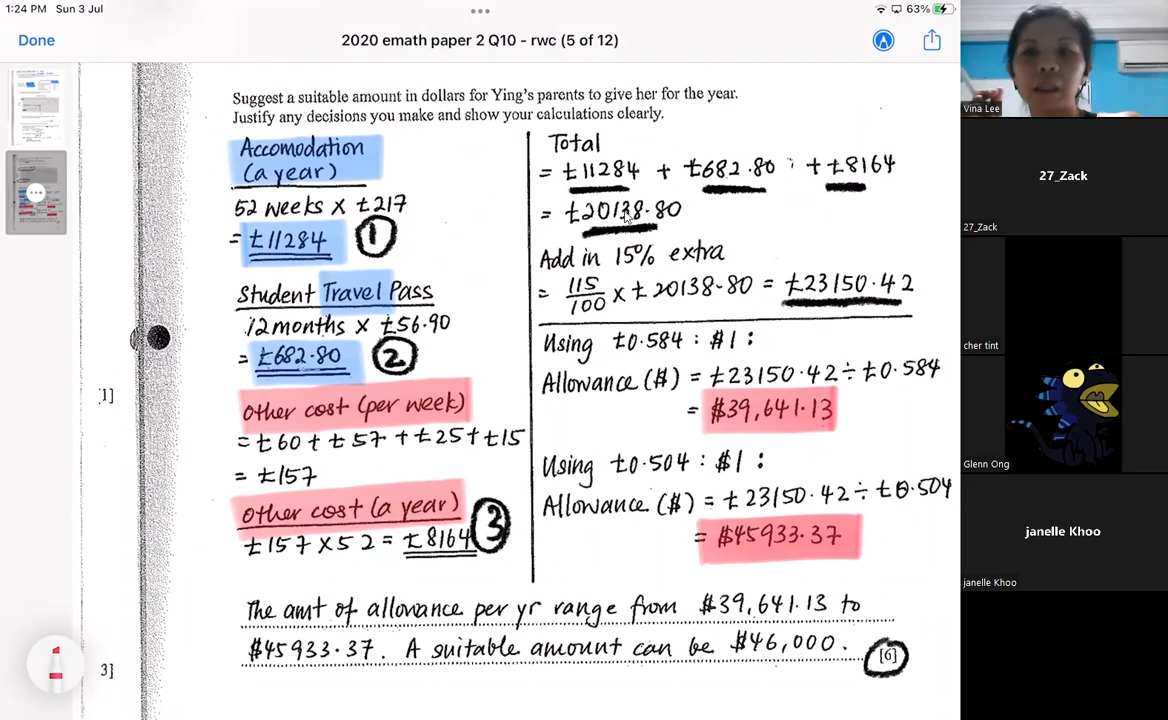 1:24 PM Sun 3 Jul
63%
Done
2020 emath paper 2 Q10 - rwc (5 of 12)
Suggest a suitable amount in dollars for Ying's parents to give her for the year.
Justify any decisions you make and show your calculations clearly.
Accomodation
(a year)
52 weeks × £217
= £11284 ①
Student Travel Pass
12 months × £56.90
= £682.80 ②
Other cost (per week)
= £60 + £57 + £25 + £15
= £157
Other cost (a year)
£157 × 52 = £8164 ③
Total
= £11284 + £682.80 + £8164
= £20138.80
Add in 15% extra
= 115/100 × £20138.80 = £23150.42
Using £0.584 : $1 :
Allowance ($) = £23150.42 ÷ £0.584
= $39,641.13
Using £0.504 : $1 :
Allowance ($) = £23150.42 ÷ £0.504
= $45933.37
The amt of allowance per yr range from $39,641.13 to
$45933.37. A suitable amount can be $46,000.
[6]
1]
3]
Vina Lee
27_Zack
27_Zack
cher tint
Glenn Ong
janelle Khoo
janelle Khoo